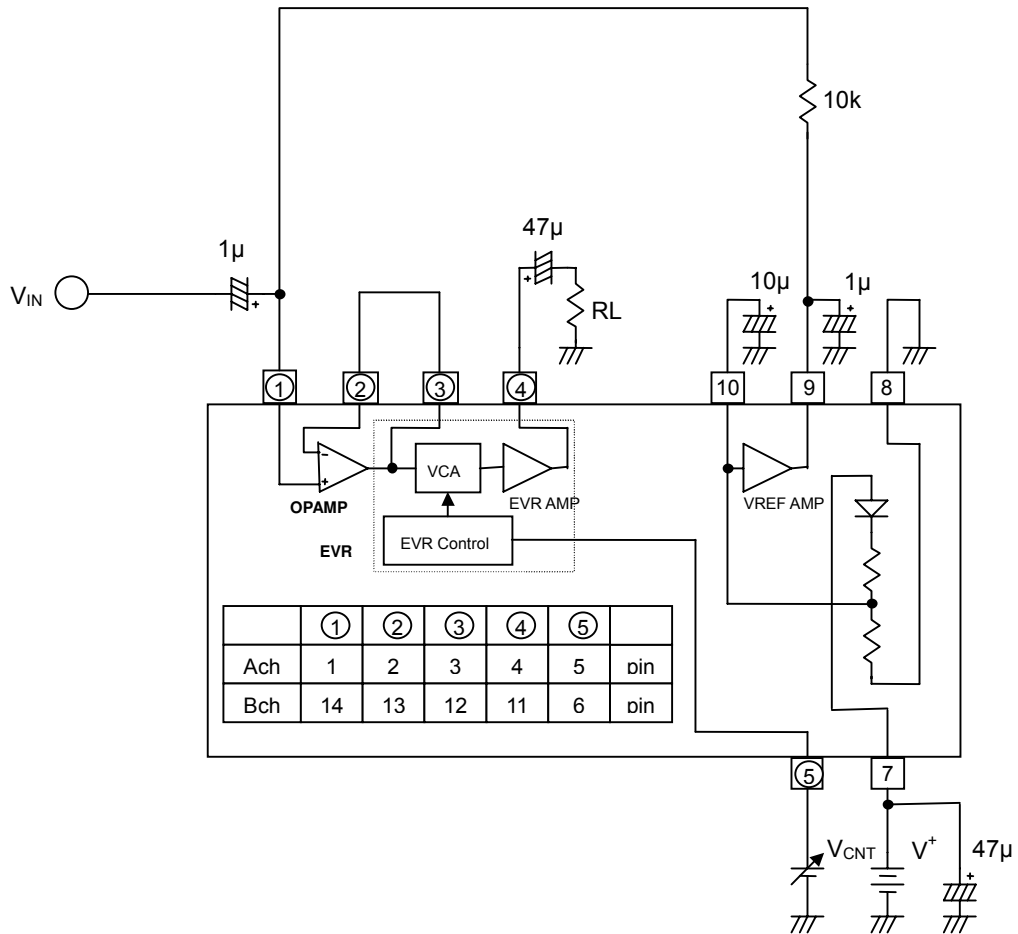 10k
47µ
1µ
10µ
1µ
VIN
RL
① ② ③ ④ 10 9 8
VCA
OPAMP
EVR AMP
VREF AMP
EVR
EVR Control
① ② ③ ④ ⑤
Ach 1 2 3 4 5 pin
Bch 14 13 12 11 6 pin
⑤ 7
VCNT
V+
47µ